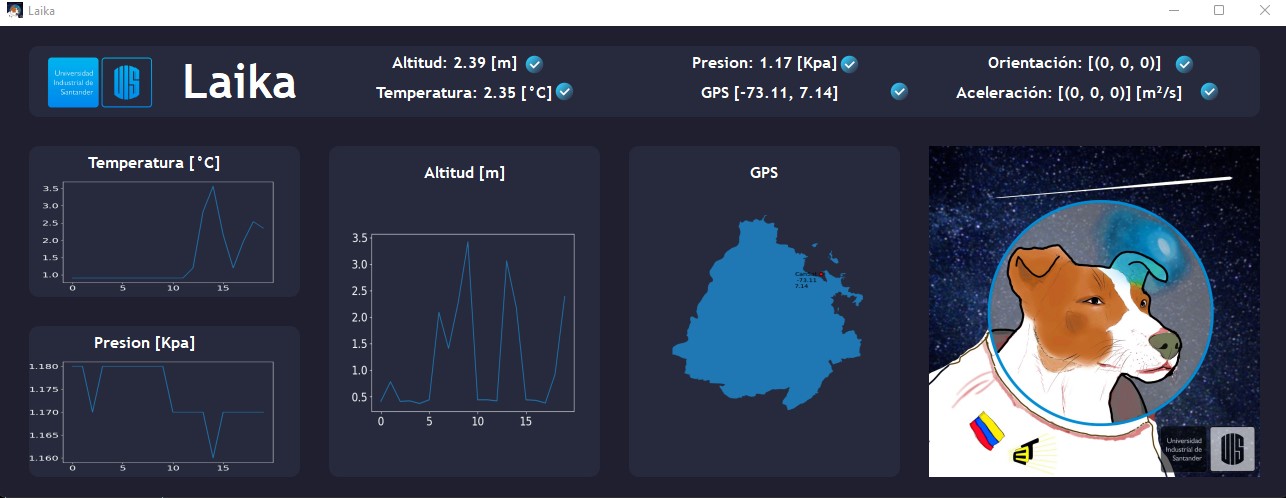 Laika
Universidad
Industrial de
Santander
UIS
Laika
Altitud: 2.39 [m]
Temperatura: 2.35 [°C]
Presion: 1.17 [Kpa]
GPS [-73.11, 7.14]
Orientación: [(0, 0, 0)]
Aceleración: [(0, 0, 0)] [m²/s]
Temperatura [°C]
3.5
3.0
2.5
2.0
1.5
1.0
0 5 10 15
Presion [Kpa]
1.180
1.175
1.170
1.165
1.160
0 5 10 15
Altitud [m]
3.5
3.0
2.5
2.0
1.5
1.0
0.5
0 5 10 15
GPS
-73.11
7.14
Universidad
Industrial de
Santander
UIS